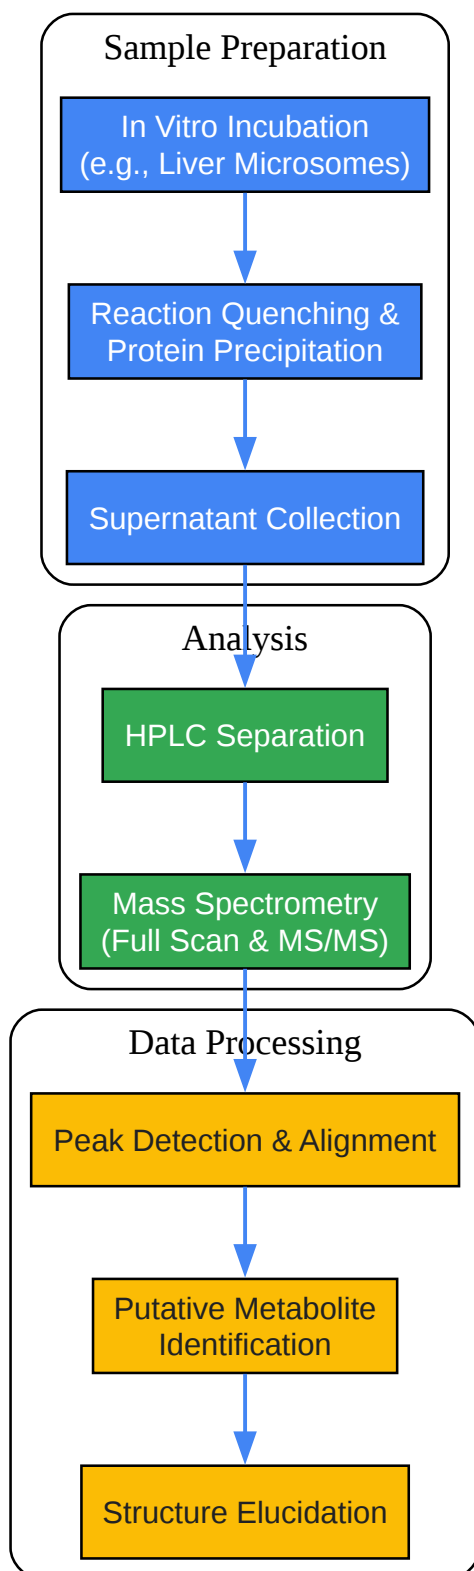 Sample Preparation
In Vitro Incubation
(e.g., Liver Microsomes)
Reaction Quenching &
Protein Precipitation
Supernatant Collection
Analysis
HPLC Separation
Mass Spectrometry
(Full Scan & MS/MS)
Data Processing
Peak Detection & Alignment
Putative Metabolite
Identification
Structure Elucidation